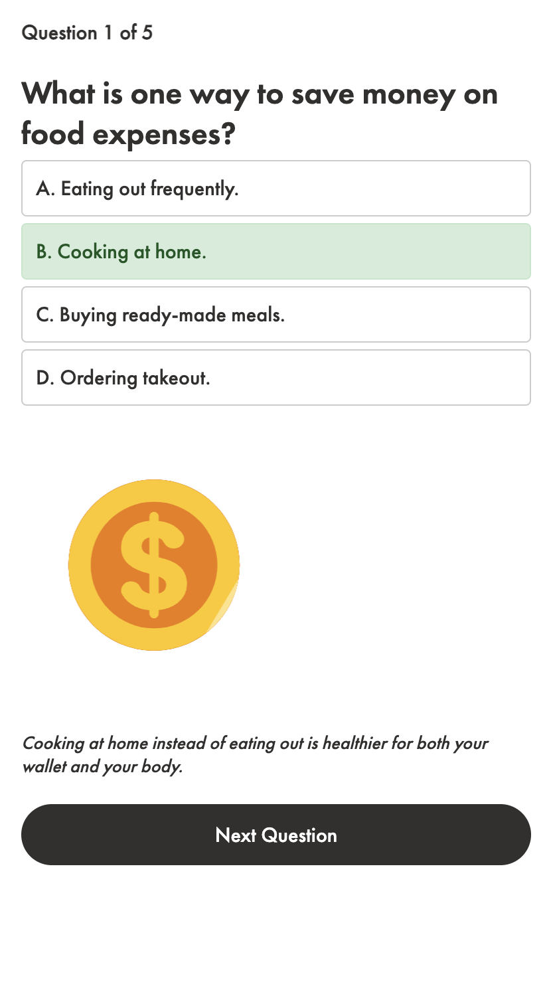 Question 1 of 5
What is one way to save money on
food expenses?
A. Eating out frequently.
B. Cooking at home.
C. Buying ready-made meals.
D. Ordering takeout.
$
Cooking at home instead of eating out is healthier for both your
wallet and your body.
Next Question